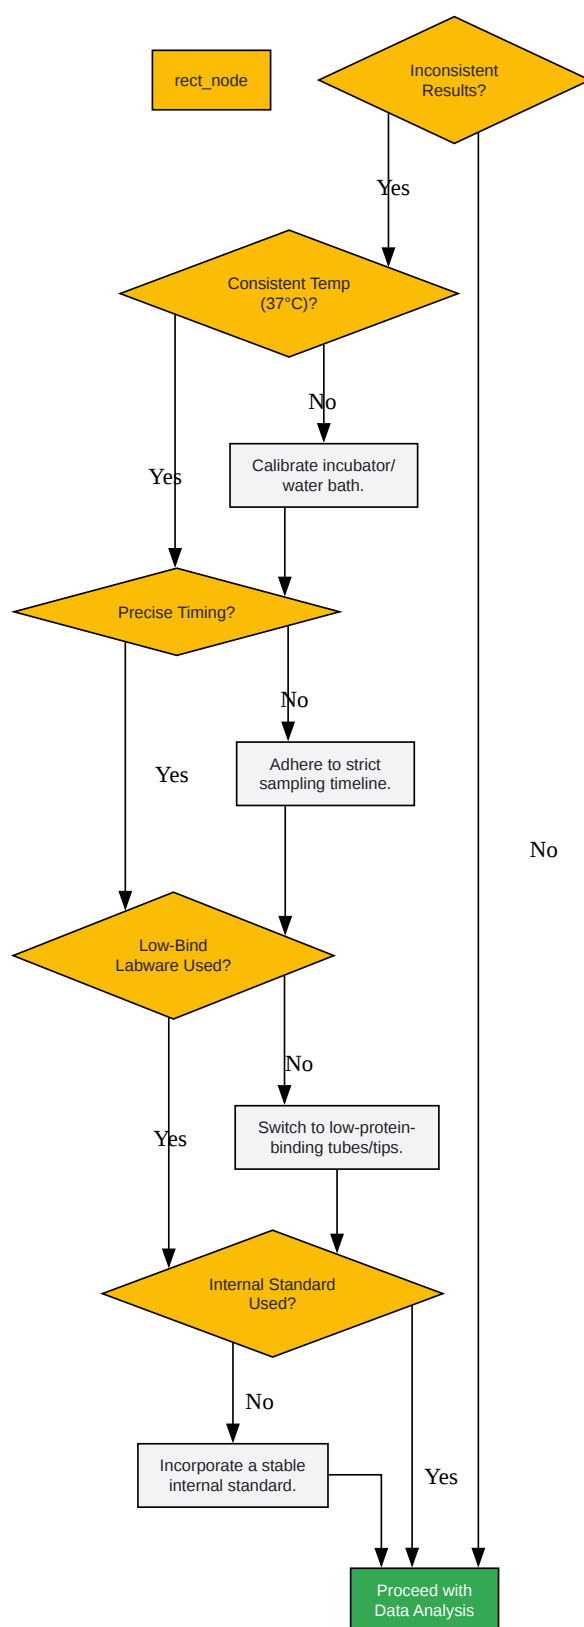 rect_node
Inconsistent
Results?
Yes
Consistent Temp
(37°C)?
No
Calibrate incubator/
water bath.
Yes
Precise Timing?
No
Adhere to strict
sampling timeline.
Yes
No
Low-Bind
Labware Used?
No
Switch to low-protein-
binding tubes/tips.
Yes
Internal Standard
Used?
No
Incorporate a stable
internal standard.
Yes
Proceed with
Data Analysis